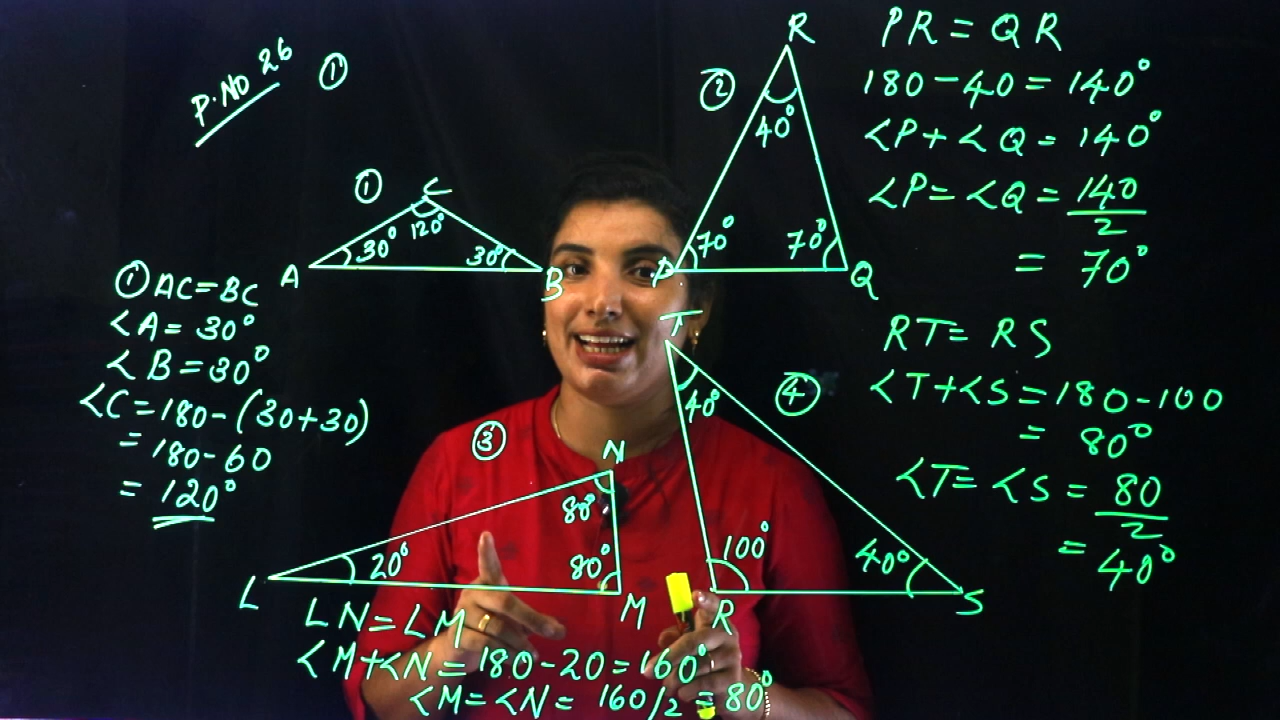 P.NO 26
①
①
C
120°
30°
30°
A
B
① AC=BC
∠A= 30°
∠B=30°
∠C=180-(30+30)
= 180-60
= 120°
②
R
40°
70°
70°
P
Q
PR = QR
180-40=140°
∠P+∠Q=140°
∠P=∠Q=140/2
= 70°
③
N
80°
20°
80°
L
M
LN=LM
∠M+∠N=180-20=160°
∠M=∠N= 160/2 =80°
T
④
40°
100°
40°
R
S
RT= RS
∠T+∠S=180-100
= 80°
∠T=∠S=80/2
= 40°